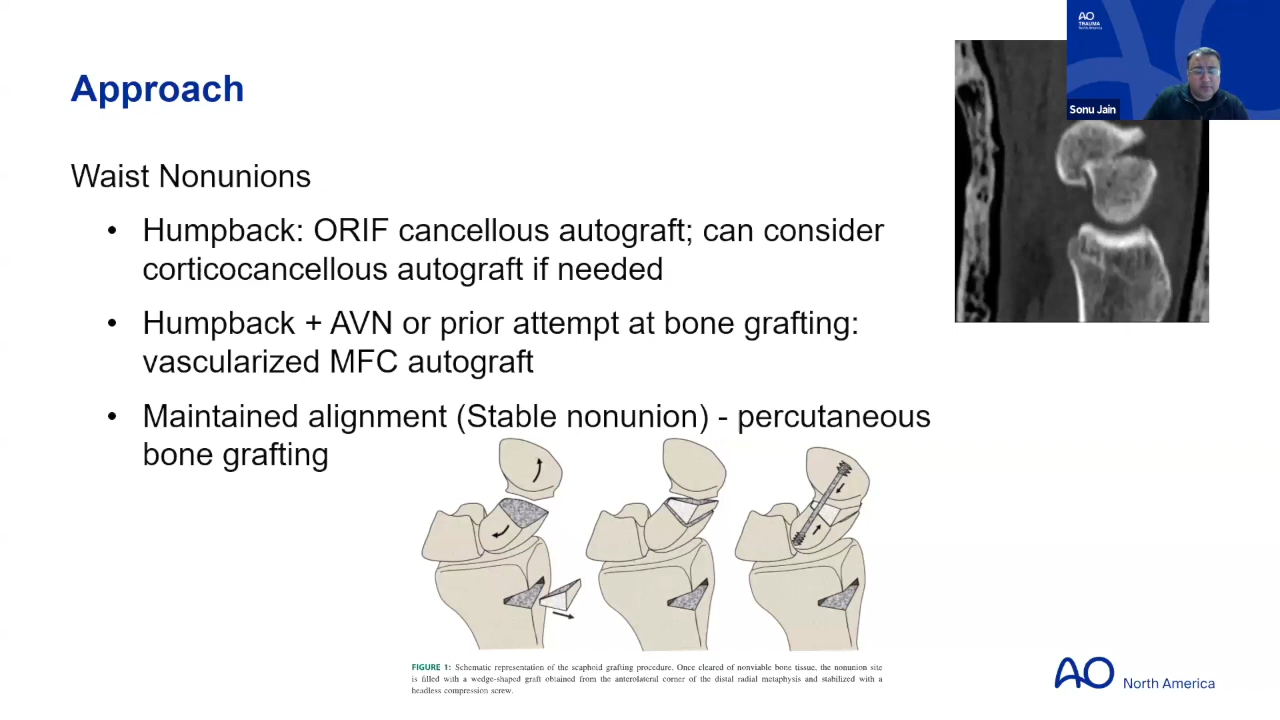 AO
TRAUMA
North America
Sonu Jain
Approach
Waist Nonunions
• Humpback: ORIF cancellous autograft; can consider
corticocancellous autograft if needed
• Humpback + AVN or prior attempt at bone grafting:
vascularized MFC autograft
• Maintained alignment (Stable nonunion) - percutaneous
bone grafting
FIGURE 1: Schematic representation of the scaphoid grafting procedure. Once cleared of nonviable bone tissue, the nonunion site
is filled with a wedge-shaped graft obtained from the anterolateral corner of the distal radial metaphysis and stabilized with a
headless compression screw.
AO North America